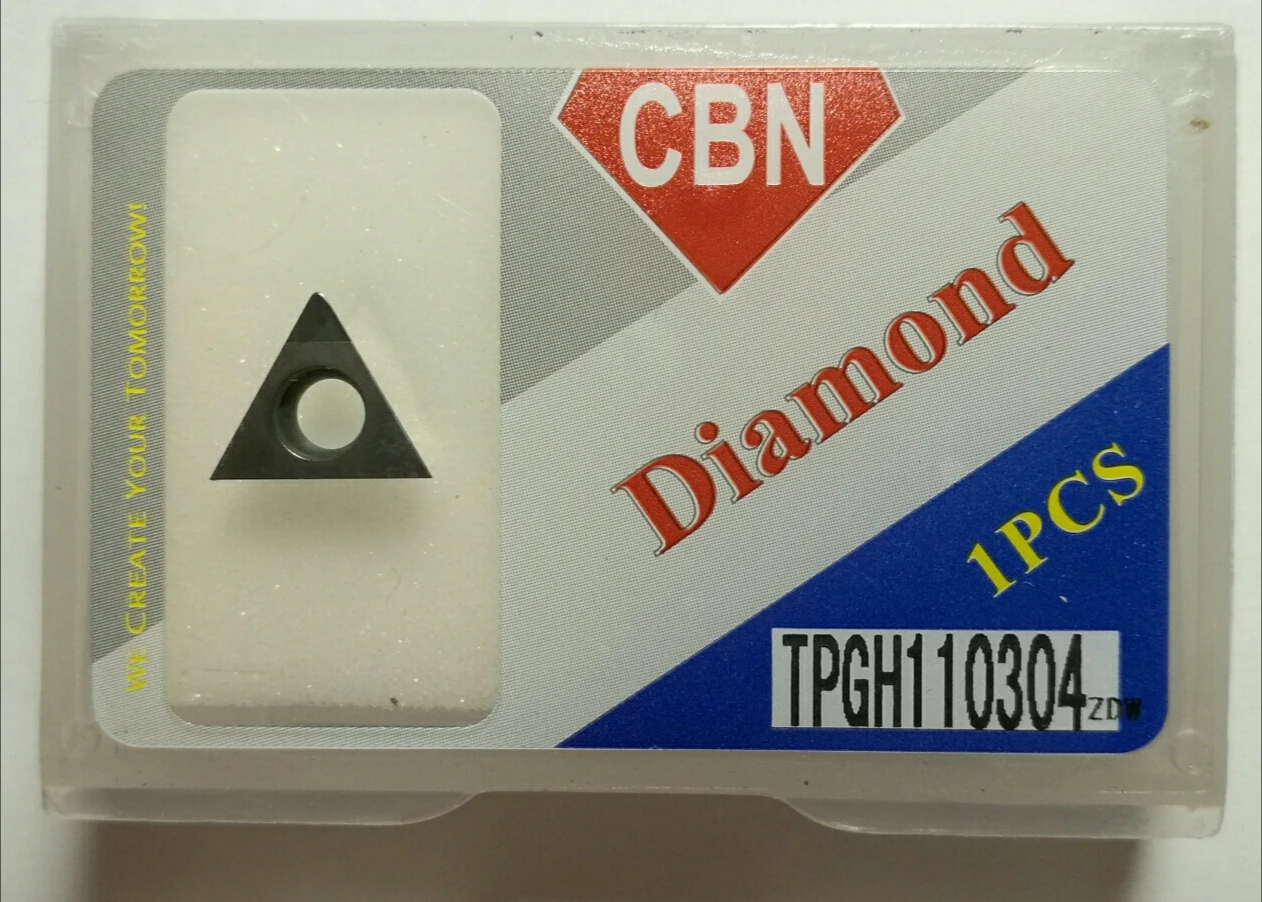 CBN
Diamond
1PCS
TPGH110304
ZDW
WE CREATE YOUR TOMORROW!